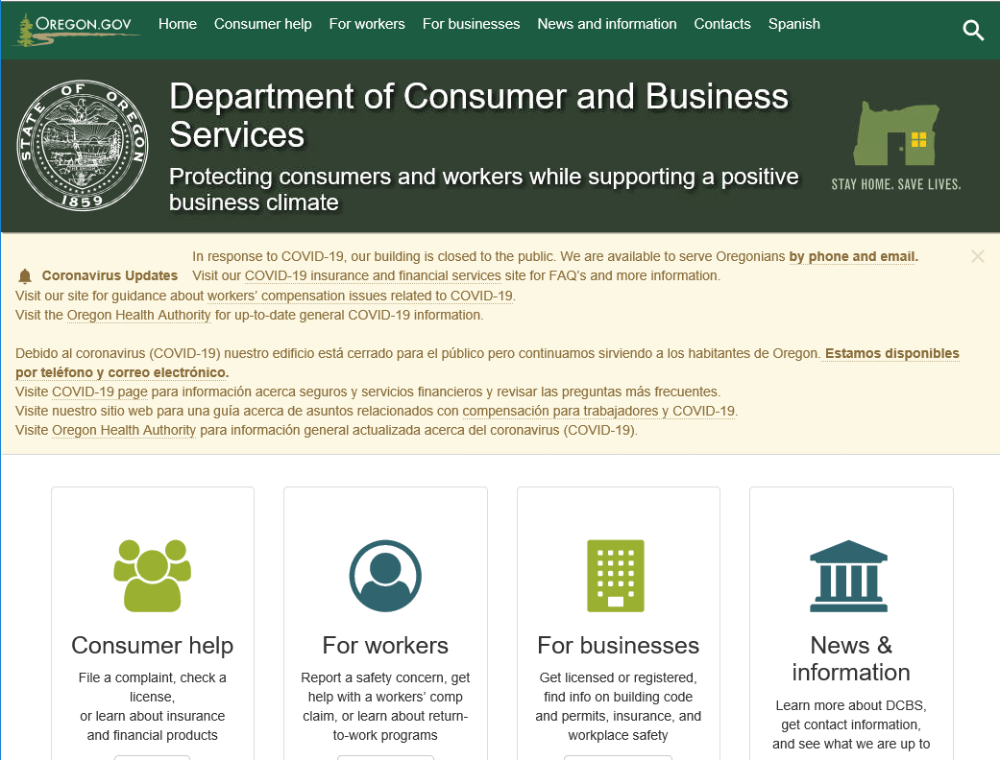 OREGON.GOV
Home Consumer help For workers For businesses News and information Contacts Spanish
STATE OF OREGON
1859
Department of Consumer and Business
Services
Protecting consumers and workers while supporting a positive
business climate
STAY HOME. SAVE LIVES.
In response to COVID-19, our building is closed to the public. We are available to serve Oregonians by phone and email.
Coronavirus Updates Visit our COVID-19 insurance and financial services site for FAQ's and more information.
Visit our site for guidance about workers' compensation issues related to COVID-19.
Visit the Oregon Health Authority for up-to-date general COVID-19 information.
Debido al coronavirus (COVID-19) nuestro edificio está cerrado para el público pero continuamos sirviendo a los habitantes de Oregon. Estamos disponibles
por teléfono y correo electrónico.
Visite COVID-19 page para información acerca seguros y servicios financieros y revisar las preguntas más frecuentes.
Visite nuestro sitio web para una guía acerca de asuntos relacionados con compensación para trabajadores y COVID-19.
Visite Oregon Health Authority para información general actualizada acerca del coronavirus (COVID-19).
Consumer help
File a complaint, check a
license,
or learn about insurance
and financial products
For workers
Report a safety concern, get
help with a workers' comp
claim, or learn about return-
to-work programs
For businesses
Get licensed or registered,
find info on building code
and permits, insurance, and
workplace safety
News &
information
Learn more about DCBS,
get contact information,
and see what we are up to